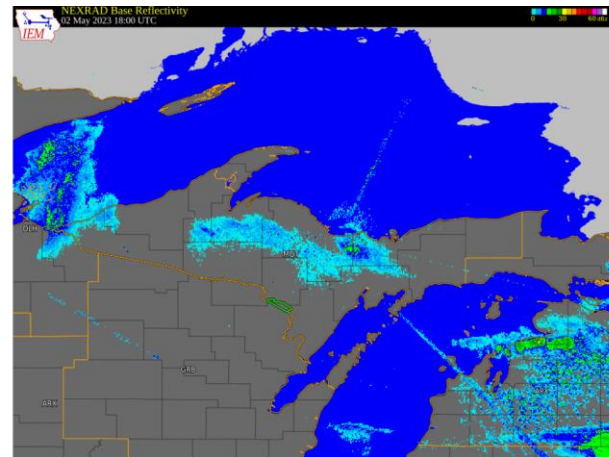 NEXRAD Base Reflectivity
02 May 2023 18:00 UTC
IEM
0 30 60 dBZ
DLH
MQT
GRB
ARX